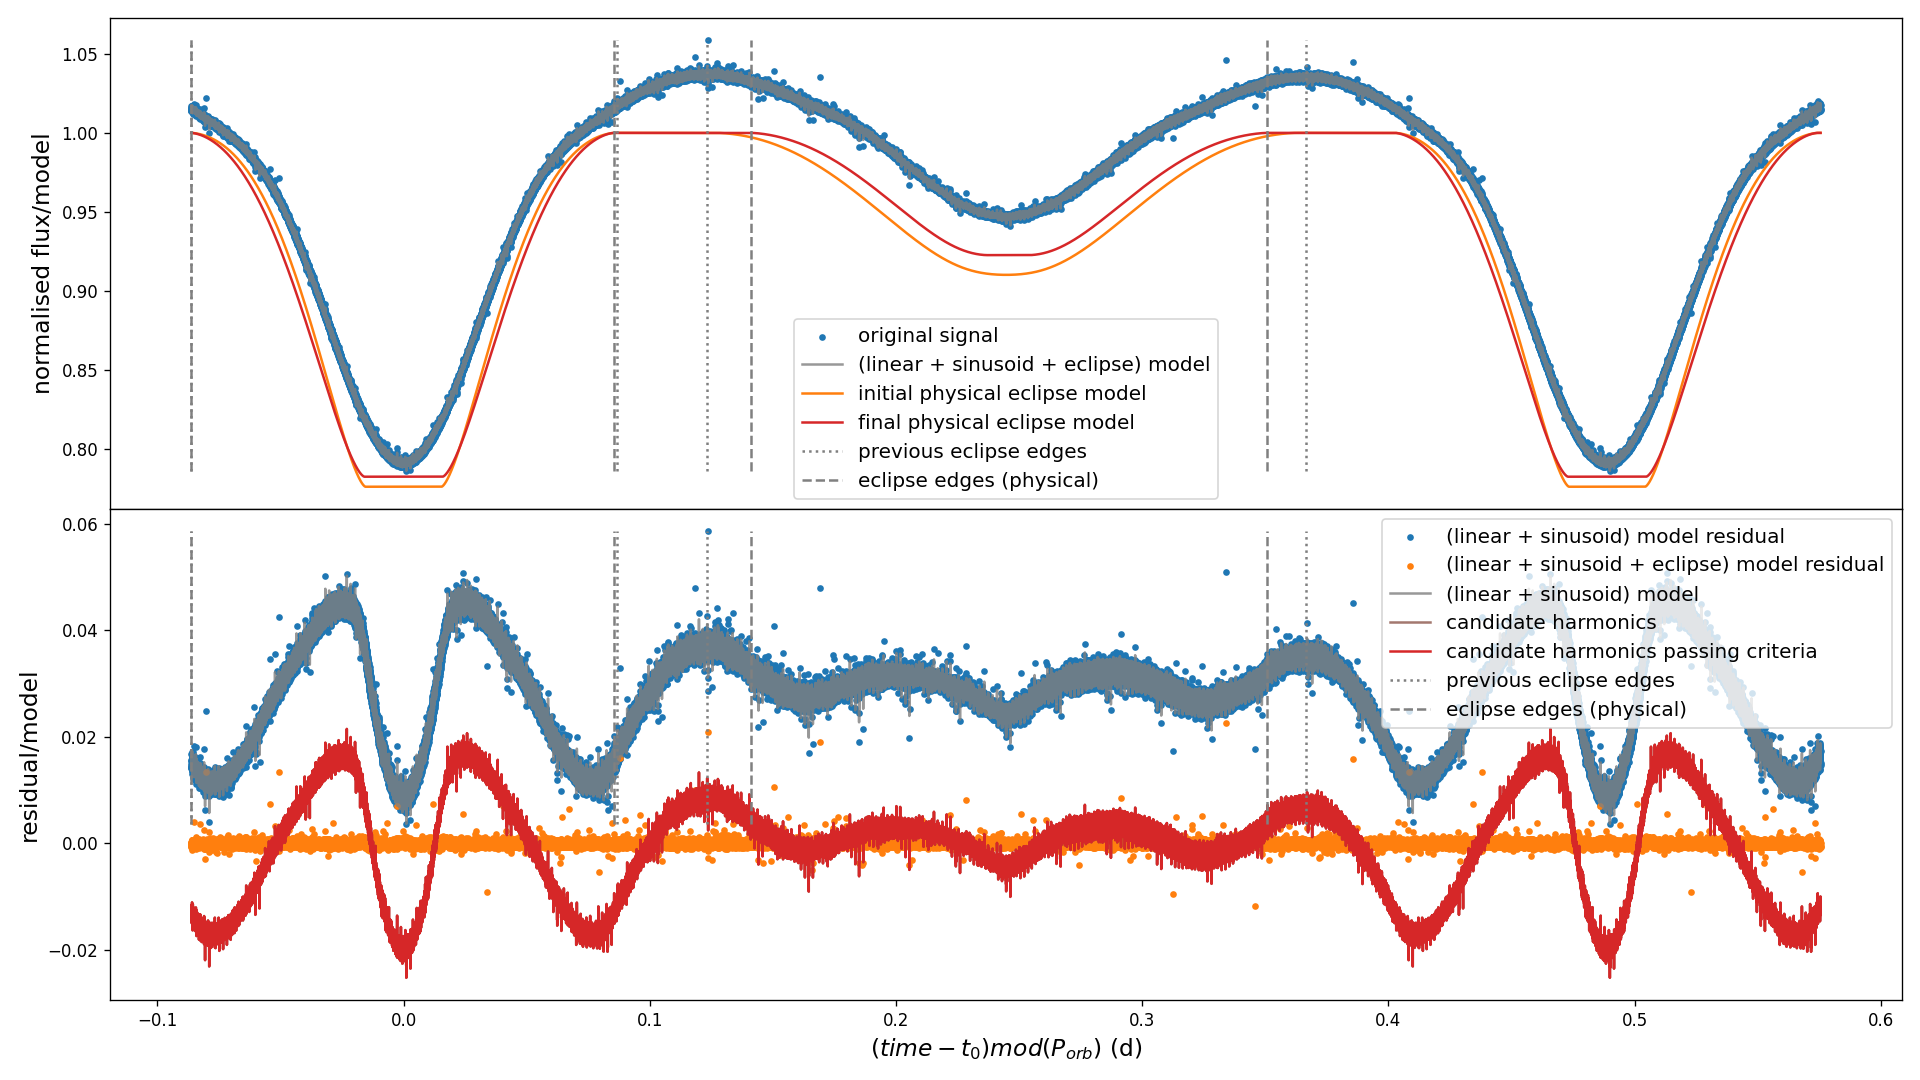 normalised flux/model
1.05
1.00
0.95
0.90
0.85
0.80
original signal
(linear + sinusoid + eclipse) model
initial physical eclipse model
final physical eclipse model
previous eclipse edges
eclipse edges (physical)
residual/model
0.06
0.04
0.02
0.00
−0.02
(linear + sinusoid) model residual
(linear + sinusoid + eclipse) model residual
(linear + sinusoid) model
candidate harmonics
candidate harmonics passing criteria
previous eclipse edges
eclipse edges (physical)
−0.1 0.0 0.1 0.2 0.3 0.4 0.5 0.6
(time − t₀)mod(Pₒᵣb) (d)